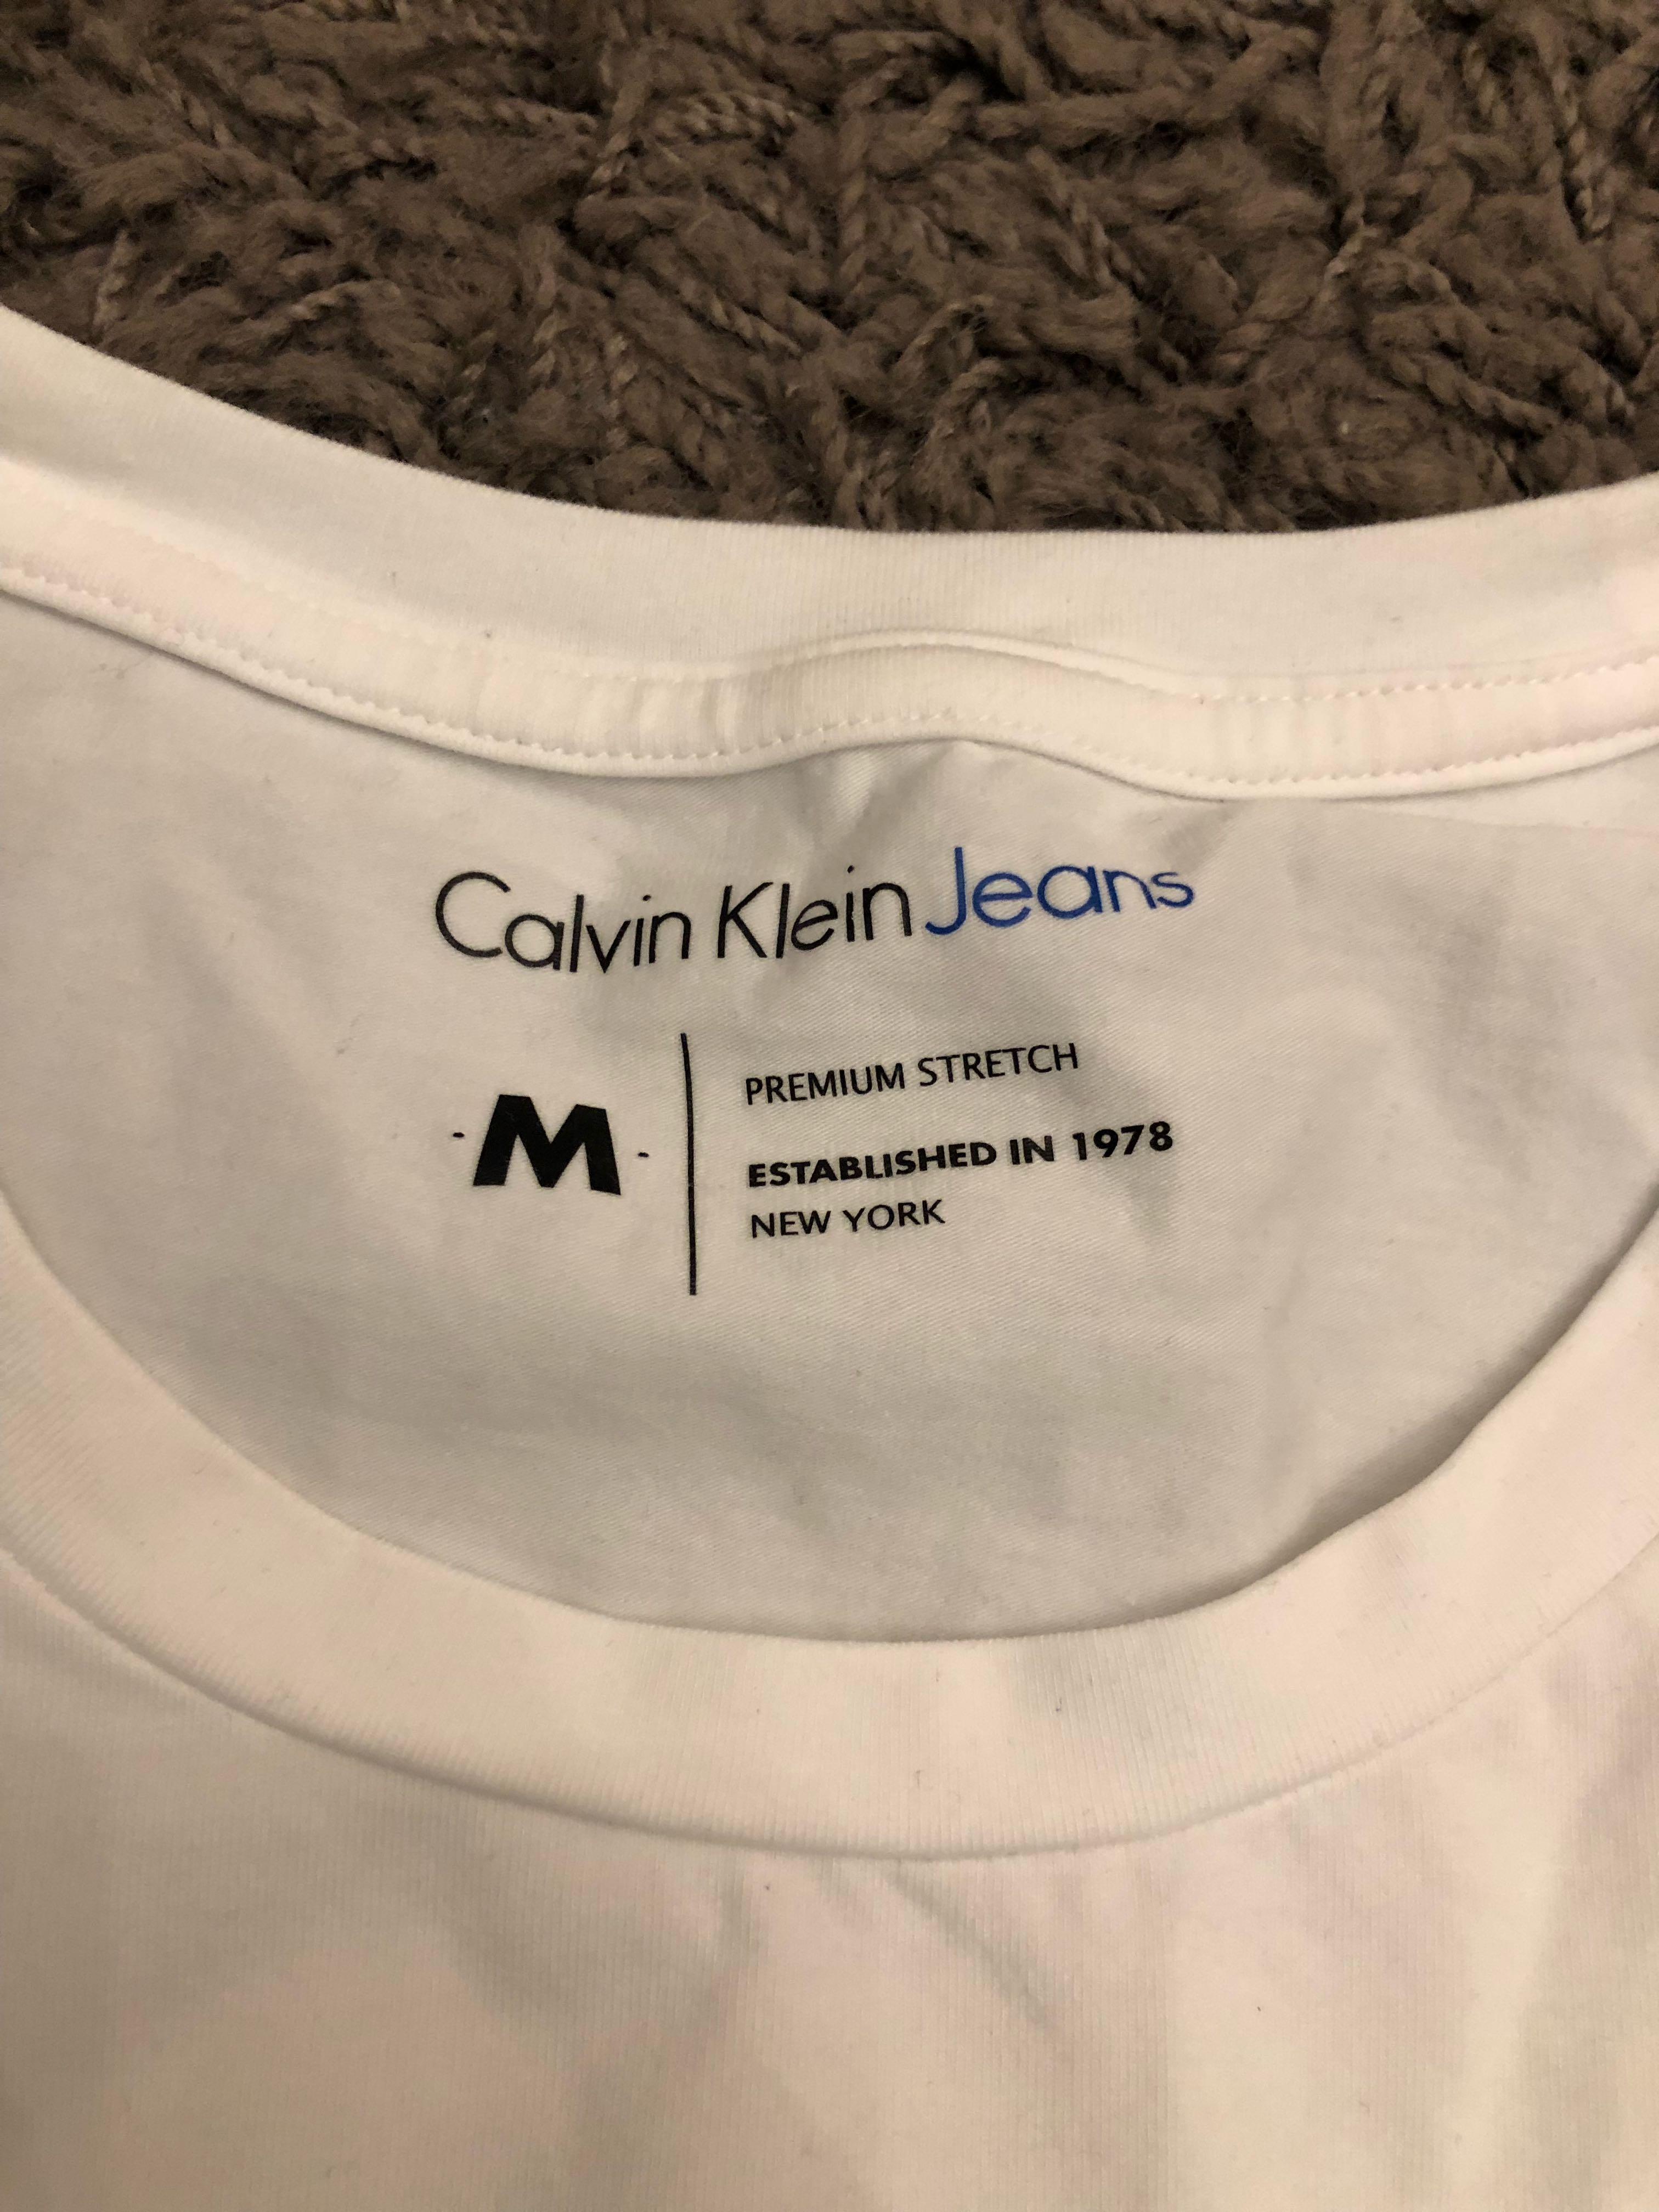 Calvin Klein Jeans
-M-
PREMIUM STRETCH
ESTABLISHED IN 1978
NEW YORK